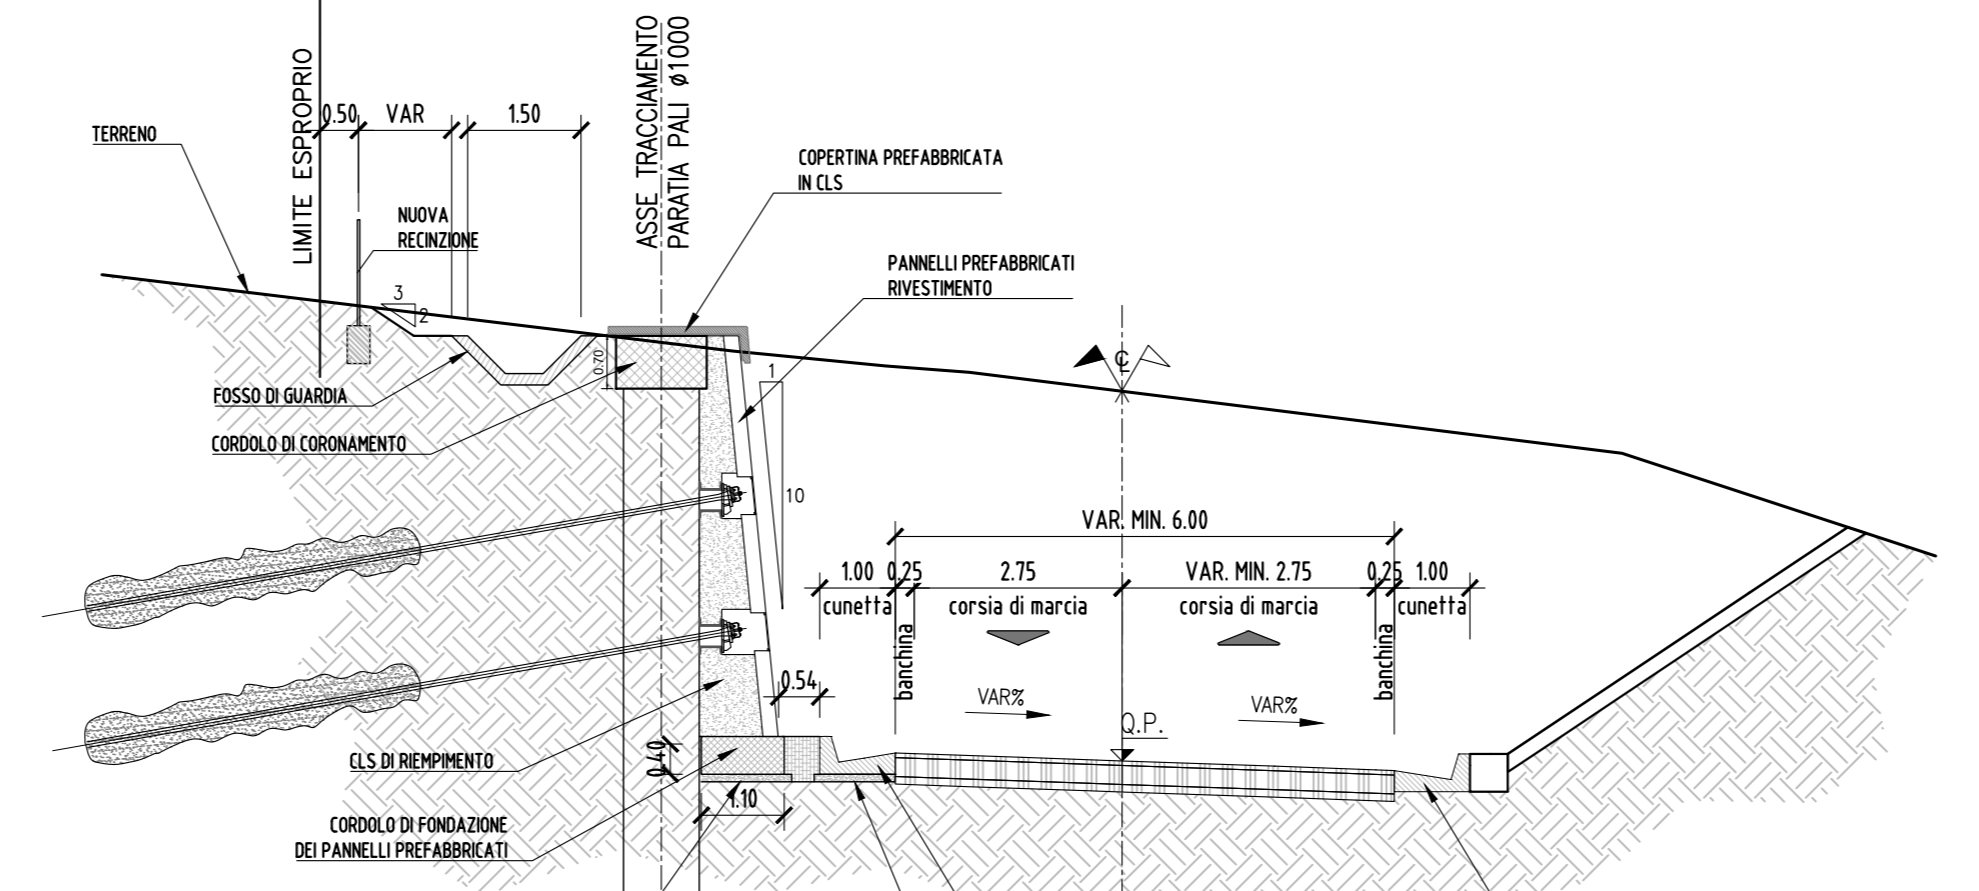 LIMITE ESPROPRIO
ASSE TRACCIAMENTO
PARATIA PALI ø1000
0.50
VAR
1.50
TERRENO
NUOVA
RECINZIONE
COPERTINA PREFABBRICATA
IN CLS
PANNELLI PREFABBRICATI
RIVESTIMENTO
3
2
0.70
1
10
FOSSO DI GUARDIA
CORDOLO DI CORONAMENTO
VAR. MIN. 6.00
1.00
0.25
2.75
VAR. MIN. 2.75
0.25
1.00
cunetta
corsia di marcia
corsia di marcia
cunetta
banchina
banchina
0.54
VAR%
VAR%
Q.P.
0.40
CLS DI RIEMPIMENTO
1.10
CORDOLO DI FONDAZIONE
DEI PANNELLI PREFABBRICATI